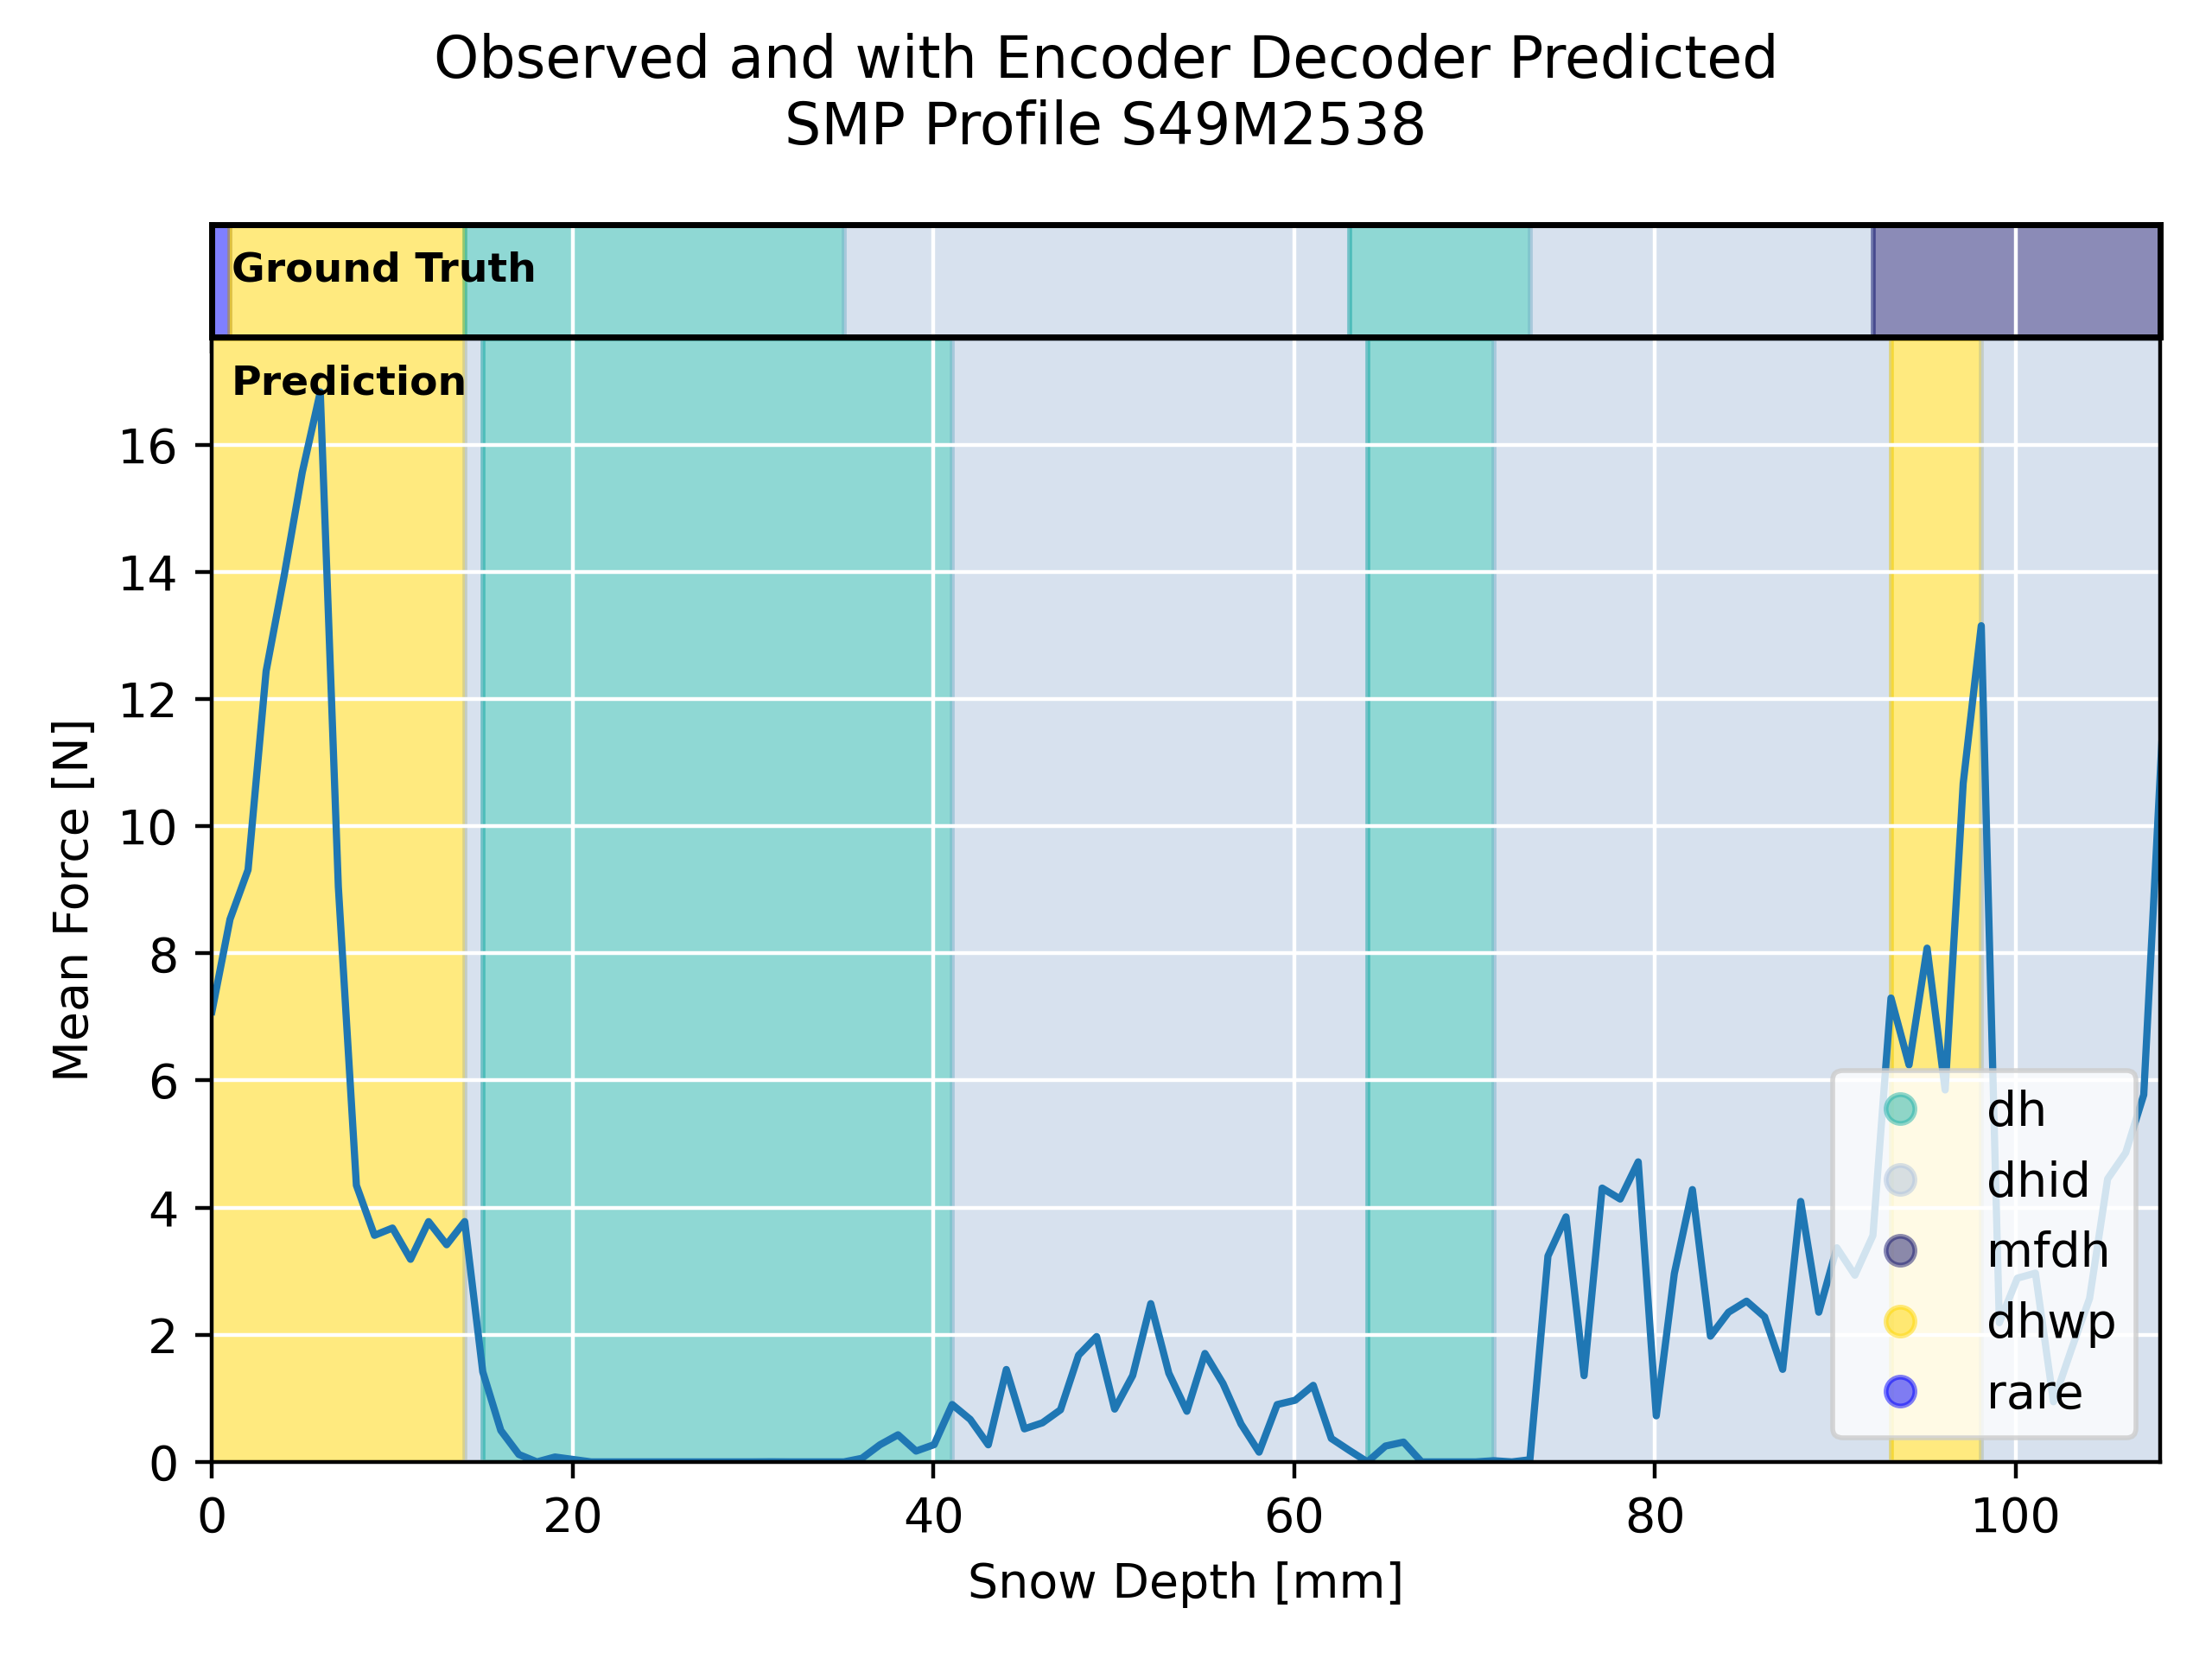 Observed and with Encoder Decoder Predicted
SMP Profile S49M2538
Ground Truth
Prediction
16
14
12
10
8
6
4
2
0
Mean Force [N]
dh
dhid
mfdh
dhwp
rare
0 20 40 60 80 100
Snow Depth [mm]